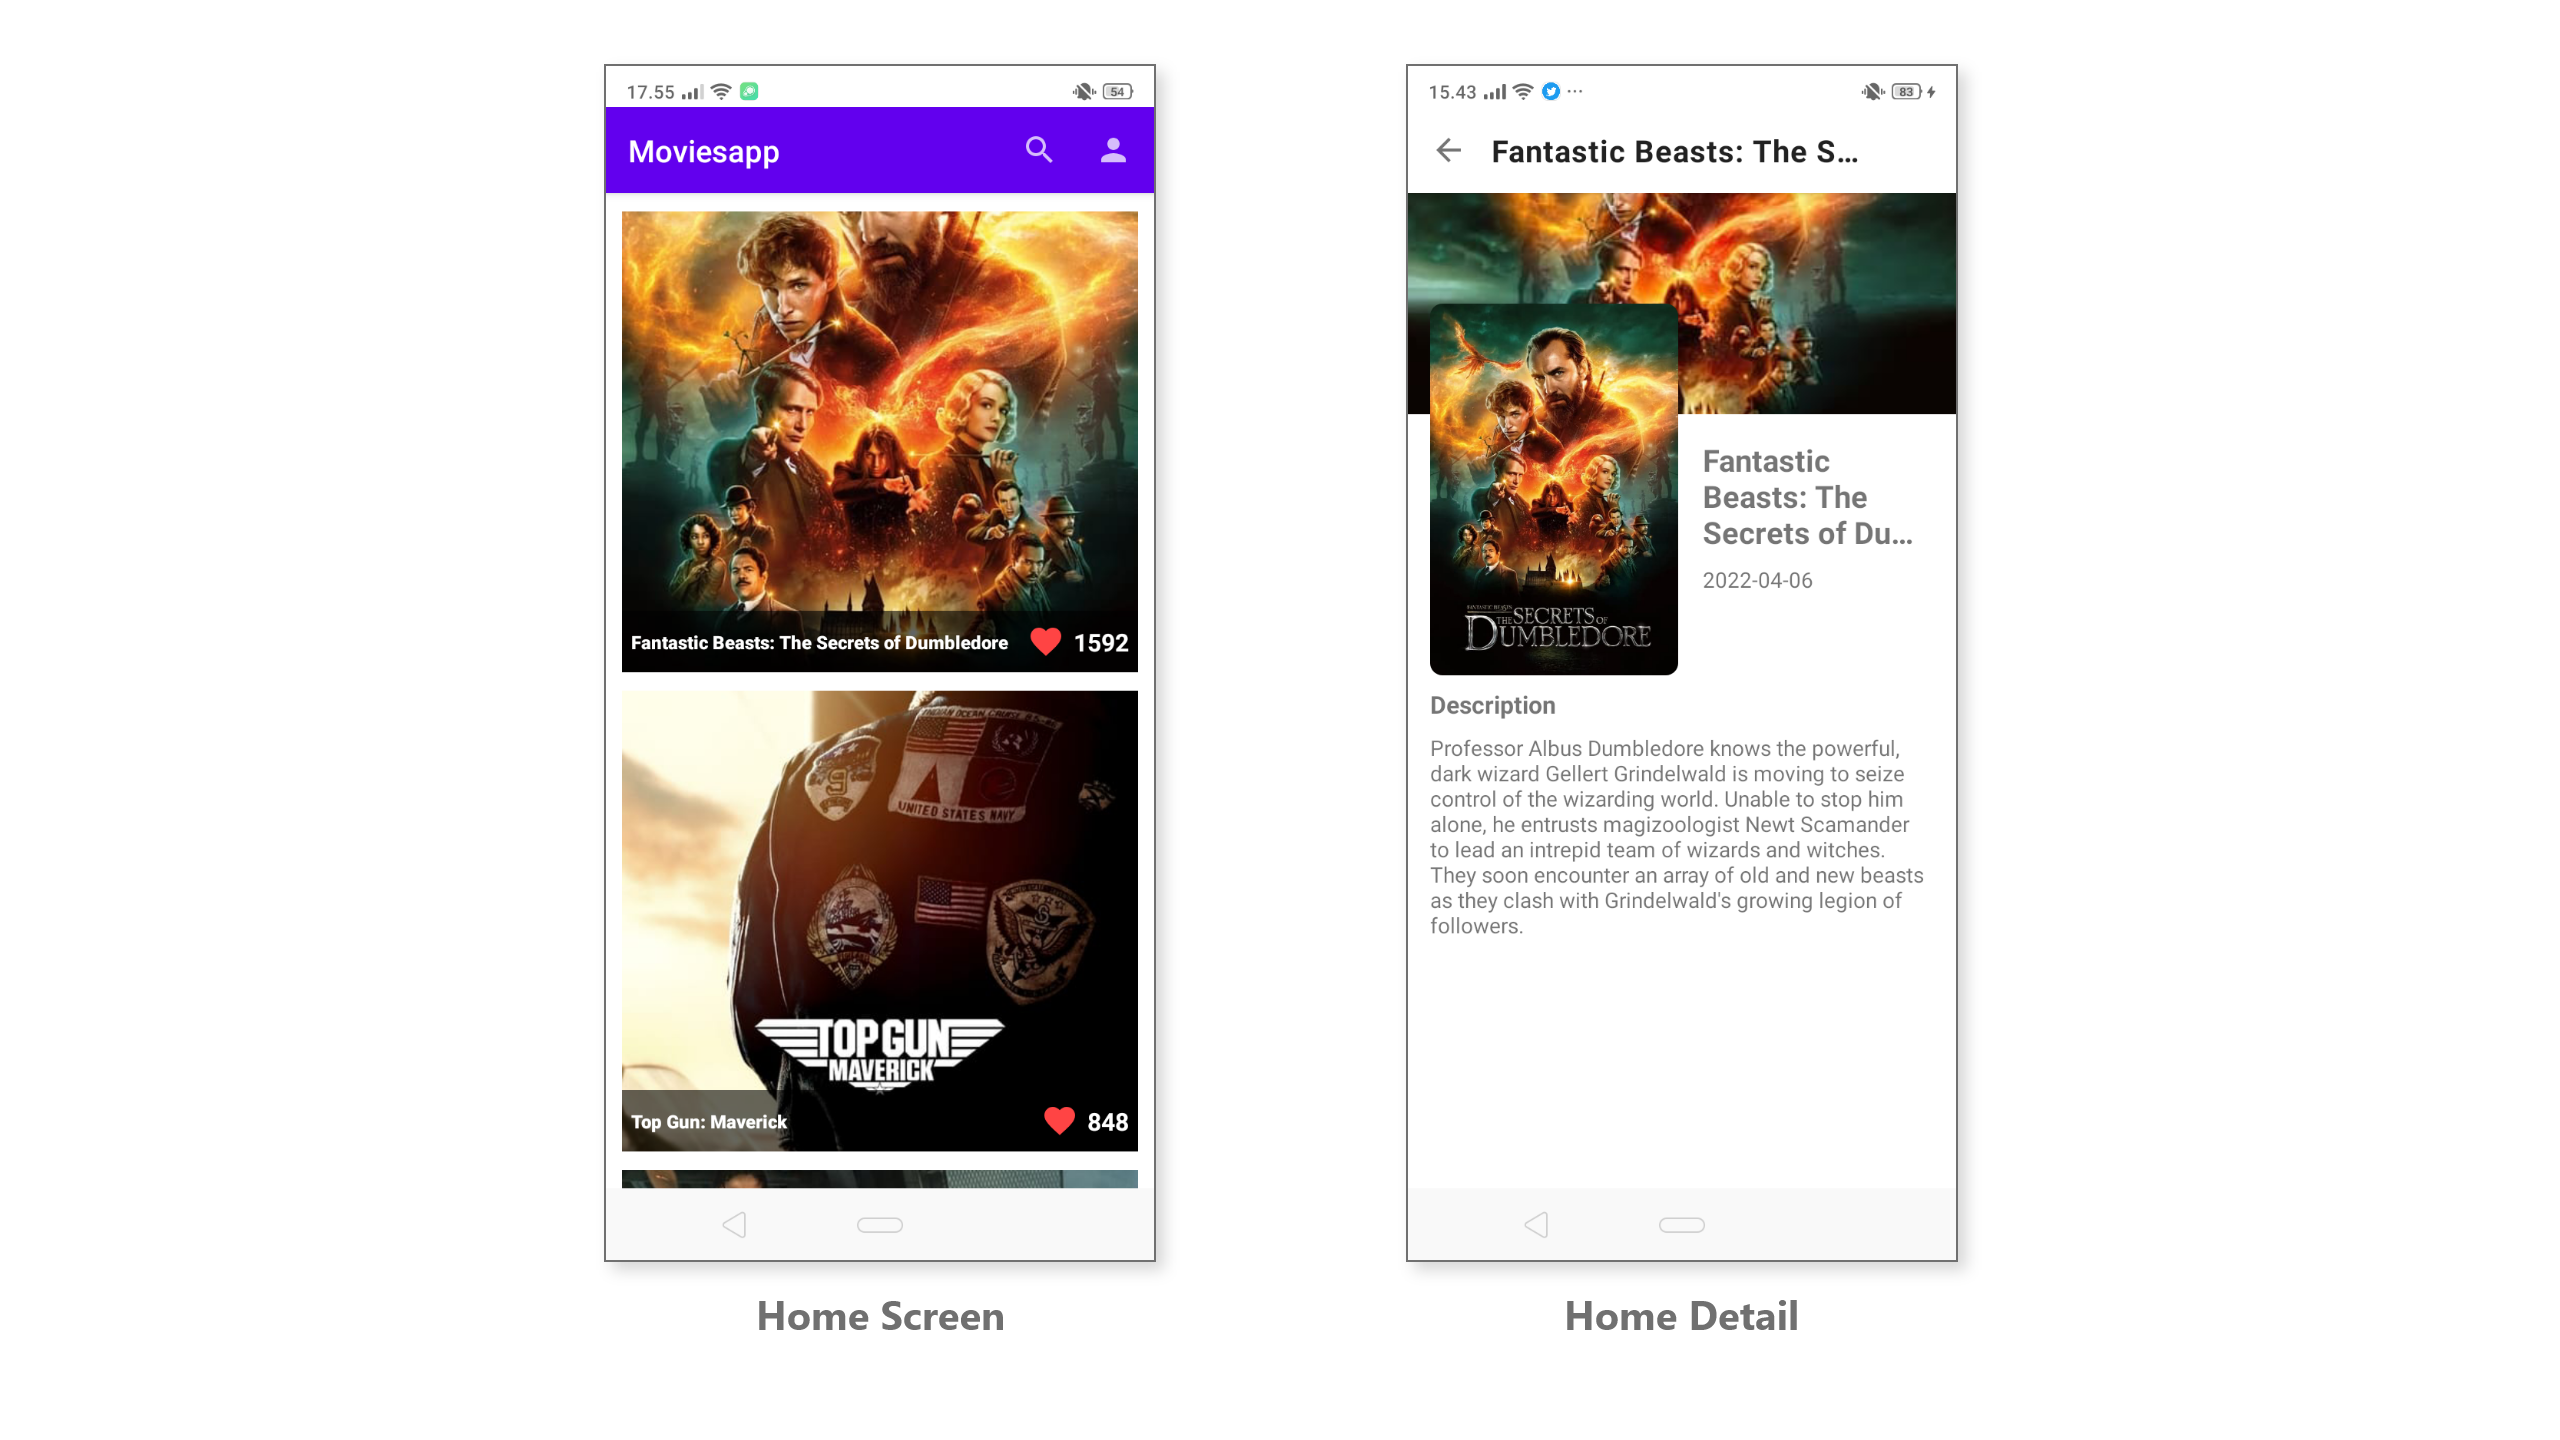 17.55
54
Moviesapp
Fantastic Beasts: The Secrets of Dumbledore
1592
UNITED STATES NAVY
TOP GUN
MAVERICK
Top Gun: Maverick
848
Home Screen
15.43
83
Fantastic Beasts: The S...
FANTASTIC BEASTS
THE SECRETS OF
DUMBLEDORE
Fantastic
Beasts: The
Secrets of Du...
2022-04-06
Description
Professor Albus Dumbledore knows the powerful,
dark wizard Gellert Grindelwald is moving to seize
control of the wizarding world. Unable to stop him
alone, he entrusts magizoologist Newt Scamander
to lead an intrepid team of wizards and witches.
They soon encounter an array of old and new beasts
as they clash with Grindelwald's growing legion of
followers.
Home Detail